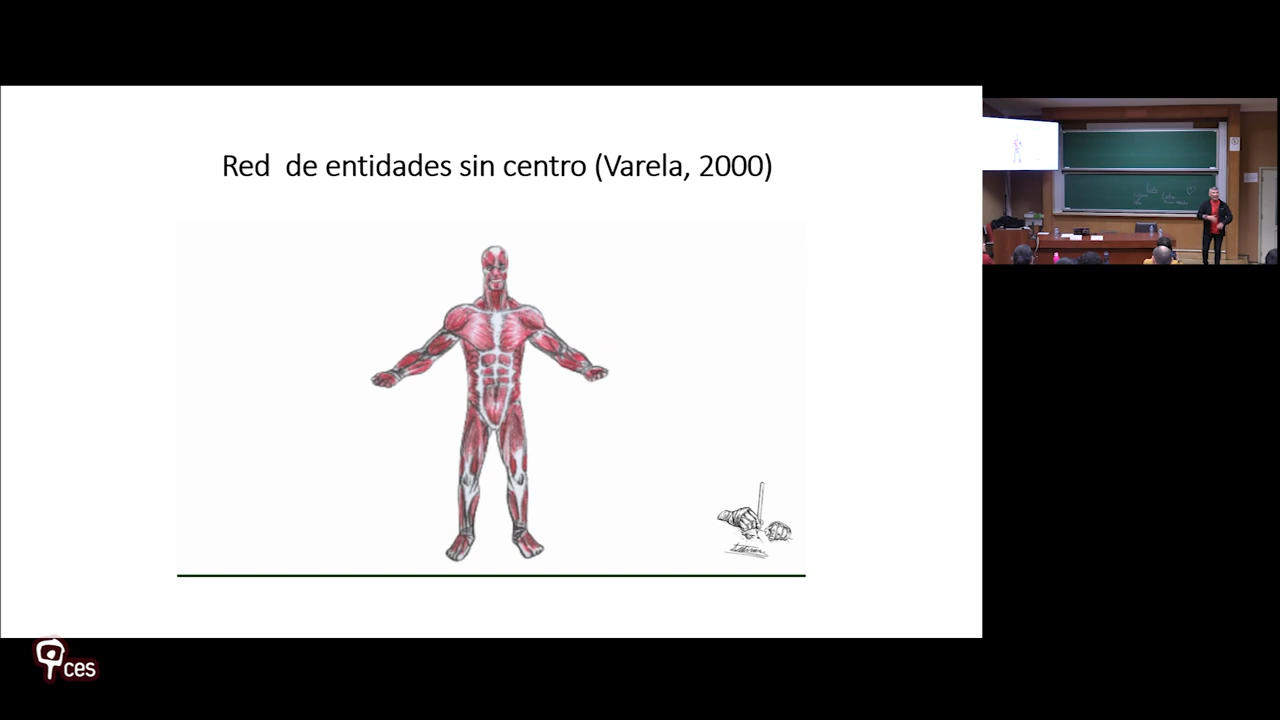 Red  de entidades sin centro (Varela, 2000)
ces